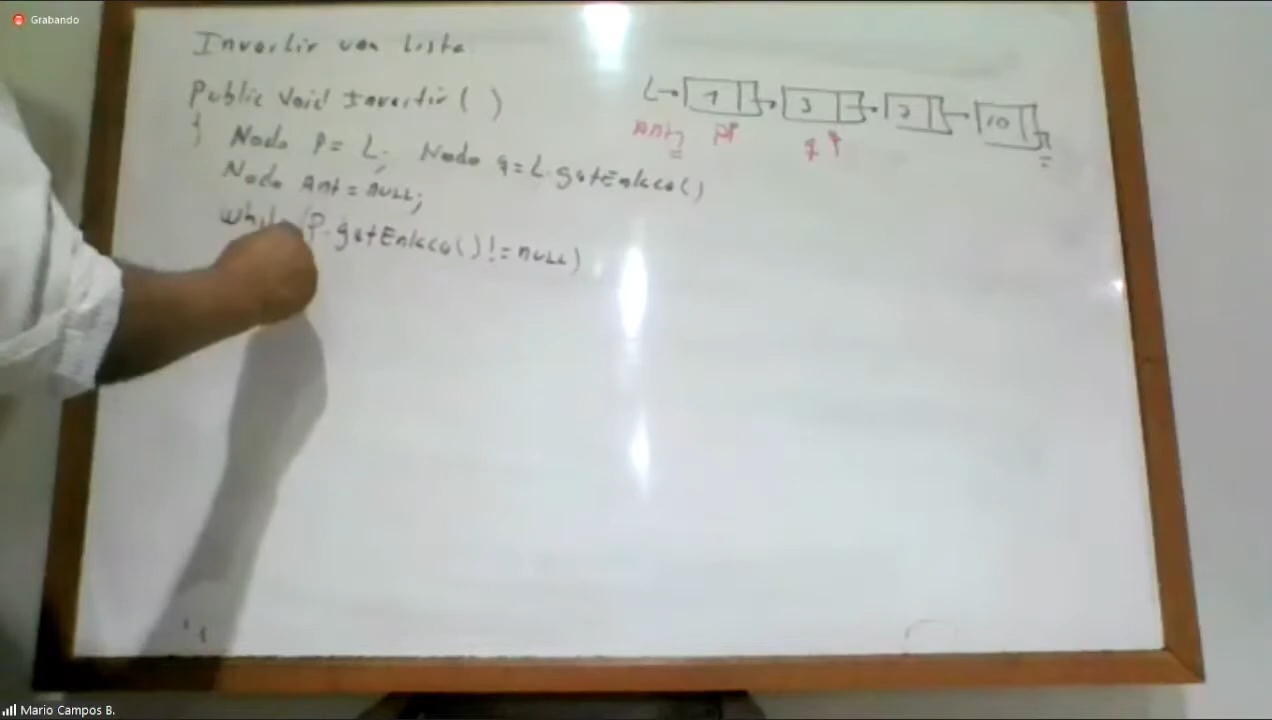 Grabando
Invertir una lista
Public Void Invertir ( )
{ Nodo P = L; Nodo q = L.getEnlace()
Nodo Ant = null;
while (P.getEnlace() != null)
L → 1 → 3 → 7 → 10
Ant P q
Mario Campos B.